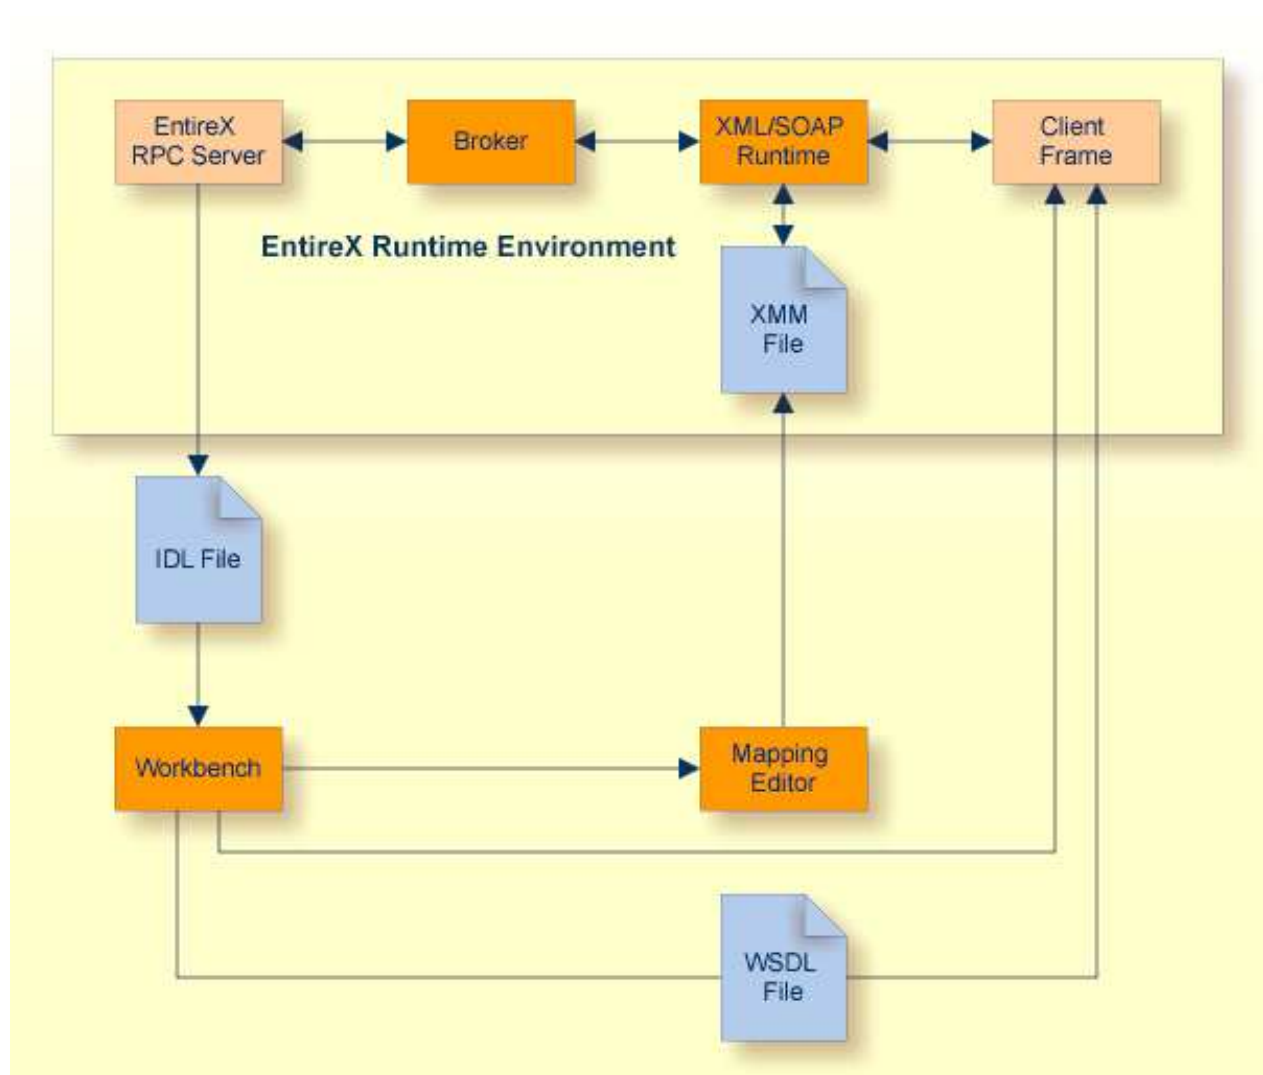 EntireX
RPC Server
Broker
XML/SOAP
Runtime
Client
Frame
EntireX Runtime Environment
XMM
File
IDL File
Workbench
Mapping
Editor
WSDL
File